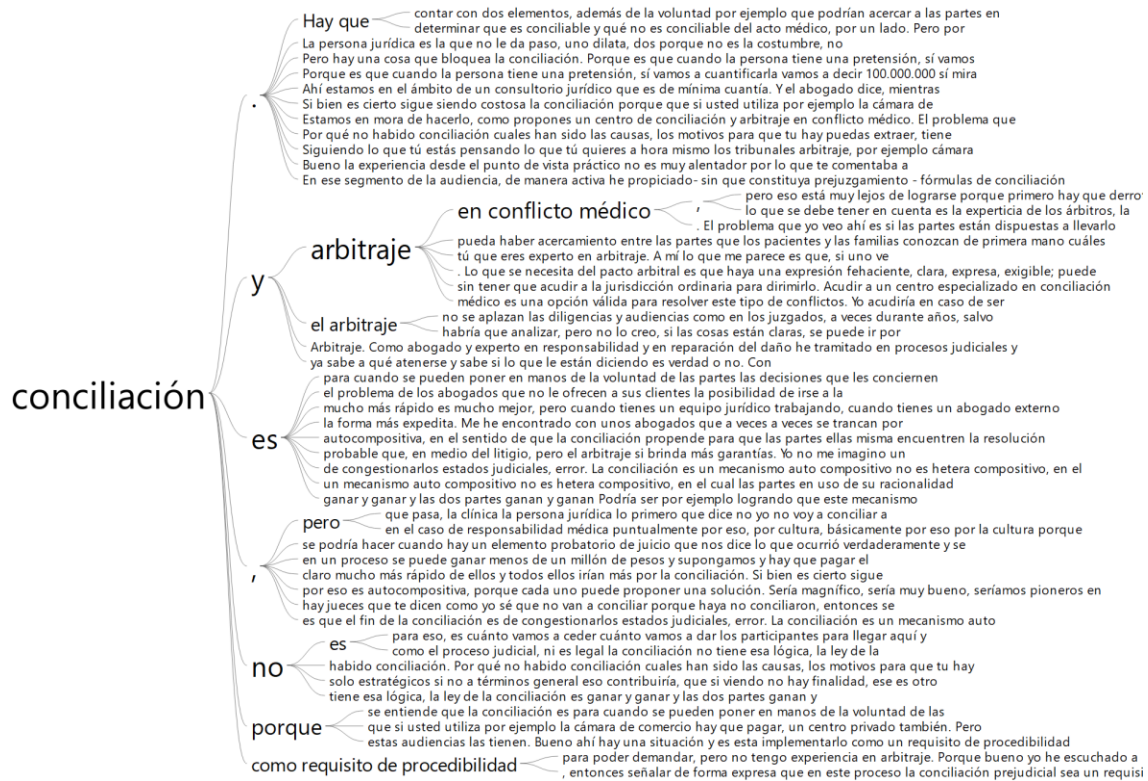 conciliación
.
Hay que
contar con dos elementos, además de la voluntad por ejemplo que podrían acercar a las partes en
determinar que es conciliable y qué no es conciliable del acto médico, por un lado. Pero por
La persona jurídica es la que no le da paso, uno dilata, dos porque no es la costumbre, no
Pero hay una cosa que bloquea la conciliación. Porque es que cuando la persona tiene una pretensión, sí vamos
Porque es que cuando la persona tiene una pretensión, sí vamos a cuantificarla vamos a decir 100.000.000 sí mira
Ahí estamos en el ámbito de un consultorio jurídico que es de mínima cuantía. Y el abogado dice, mientras
Si bien es cierto sigue siendo costosa la conciliación porque que si usted utiliza por ejemplo la cámara de
Estamos en mora de hacerlo, como propones un centro de conciliación y arbitraje en conflicto médico. El problema que
Por qué no habido conciliación cuales han sido las causas, los motivos para que tu hay puedas extraer, tiene
Siguiendo lo que tú estás pensando lo que tú quieres a hora mismo los tribunales arbitraje, por ejemplo cámara
Bueno la experiencia desde el punto de vista práctico no es muy alentador por lo que te comentaba a
En ese segmento de la audiencia, de manera activa he propiciado- sin que constituya prejuzgamiento - fórmulas de conciliación
y
arbitraje
en conflicto médico
,
pero eso está muy lejos de lograrse porque primero hay que derro
lo que se debe tener en cuenta es la experticia de los árbitros, la
. El problema que yo veo ahí es si las partes están dispuestas a llevarlo
pueda haber acercamiento entre las partes que los pacientes y las familias conozcan de primera mano cuáles
tú que eres experto en arbitraje. A mí lo que me parece es que, si uno ve
. Lo que se necesita del pacto arbitral es que haya una expresión fehaciente, clara, expresa, exigible; puede
sin tener que acudir a la jurisdicción ordinaria para dirimirlo. Acudir a un centro especializado en conciliación
médico es una opción válida para resolver este tipo de conflictos. Yo acudiría en caso de ser
el arbitraje
no se aplazan las diligencias y audiencias como en los juzgados, a veces durante años, salvo
habría que analizar, pero no lo creo, si las cosas están claras, se puede ir por
Arbitraje. Como abogado y experto en responsabilidad y en reparación del daño he tramitado en procesos judiciales y
ya sabe a qué atenerse y sabe si lo que le están diciendo es verdad o no. Con
es
para cuando se pueden poner en manos de la voluntad de las partes las decisiones que les conciernen
el problema de los abogados que no le ofrecen a sus clientes la posibilidad de irse a la
mucho más rápido es mucho mejor, pero cuando tienes un equipo jurídico trabajando, cuando tienes un abogado externo
la forma más expedita. Me he encontrado con unos abogados que a veces a veces se trancan por
autocompositiva, en el sentido de que la conciliación propende para que las partes ellas misma encuentren la resolución
probable que, en medio del litigio, pero el arbitraje si brinda más garantías. Yo no me imagino un
de congestionarlos estados judiciales, error. La conciliación es un mecanismo auto compositivo no es hetera compositivo, en el
un mecanismo auto compositivo no es hetera compositivo, en el cual las partes en uso de su racionalidad
ganar y ganar y las dos partes ganan y ganan Podría ser por ejemplo logrando que este mecanismo
,
pero
que pasa, la clínica la persona jurídica lo primero que dice no yo no voy a conciliar a
en el caso de responsabilidad médica puntualmente por eso, por cultura, básicamente por eso por la cultura porque
se podría hacer cuando hay un elemento probatorio de juicio que nos dice lo que ocurrió verdaderamente y se
en un proceso se puede ganar menos de un millón de pesos y supongamos y hay que pagar el
claro mucho más rápido de ellos y todos ellos irían más por la conciliación. Si bien es cierto sigue
por eso es autocompositiva, porque cada uno puede proponer una solución. Sería magnífico, sería muy bueno, seríamos pioneros en
hay jueces que te dicen como yo sé que no van a conciliar porque haya no conciliaron, entonces se
es que el fin de la conciliación es de congestionarlos estados judiciales, error. La conciliación es un mecanismo auto
no
es
para eso, es cuánto vamos a ceder cuánto vamos a dar los participantes para llegar aquí y
como el proceso judicial, ni es legal la conciliación no tiene esa lógica, la ley de la
habido conciliación. Por qué no habido conciliación cuales han sido las causas, los motivos para que tu hay
solo estratégicos si no a términos general eso contribuiría, que si viendo no hay finalidad, ese es otro
tiene esa lógica, la ley de la conciliación es ganar y ganar y las dos partes ganan y
porque
se entiende que la conciliación es para cuando se pueden poner en manos de la voluntad de las
que si usted utiliza por ejemplo la cámara de comercio hay que pagar, un centro privado también. Pero
estas audiencias las tienen. Bueno ahí hay una situación y es esta implementarlo como un requisito de procedibilidad
como requisito de procedibilidad
para poder demandar, pero no tengo experiencia en arbitraje. Porque bueno yo he escuchado a
, entonces señalar de forma expresa que en este proceso la conciliación prejudicial sea un requisi